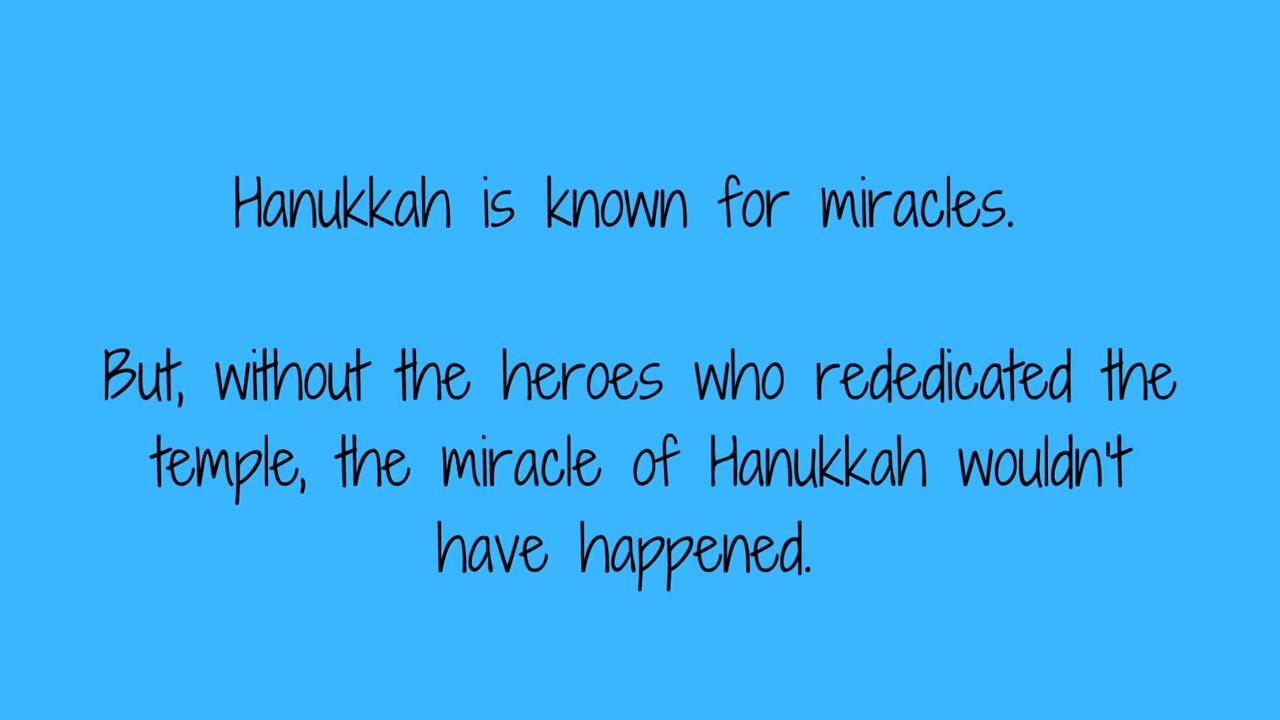 Hanukkah is known for miracles.
But, without the heroes who rededicated the
temple, the miracle of Hanukkah wouldn't
have happened.